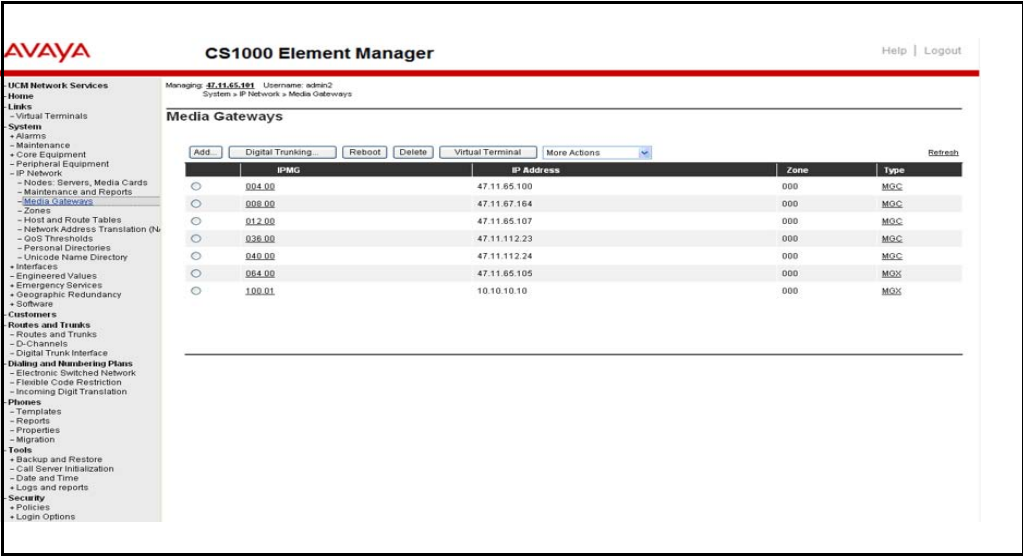 AVAYA
CS1000 Element Manager
Help | Logout
- UCM Network Services
- Home
- Links
– Virtual Terminals
- System
+ Alarms
– Maintenance
+ Core Equipment
– Peripheral Equipment
– IP Network
– Nodes: Servers, Media Cards
– Maintenance and Reports
– Media Gateways
– Zones
– Host and Route Tables
– Network Address Translation (N
– QoS Thresholds
– Personal Directories
– Unicode Name Directory
+ Interfaces
– Engineered Values
+ Emergency Services
+ Geographic Redundancy
+ Software
- Customers
- Routes and Trunks
– Routes and Trunks
– D-Channels
– Digital Trunk Interface
- Dialing and Numbering Plans
– Electronic Switched Network
– Flexible Code Restriction
– Incoming Digit Translation
- Phones
– Templates
– Reports
– Properties
– Migration
- Tools
+ Backup and Restore
– Call Server Initialization
– Date and Time
+ Logs and reports
- Security
+ Policies
+ Login Options
Managing: 47.11.65.101 Username: admin2
System » IP Network » Media Gateways
Media Gateways
Add... Digital Trunking... Reboot Delete Virtual Terminal More Actions Refresh
IPMG IP Address Zone Type
004 00 47.11.65.100 000 MGC
008 00 47.11.67.164 000 MGC
012 00 47.11.65.107 000 MGC
036 00 47.11.112.23 000 MGC
040 00 47.11.112.24 000 MGC
064 00 47.11.65.105 000 MGX
100 01 10.10.10.10 000 MGX